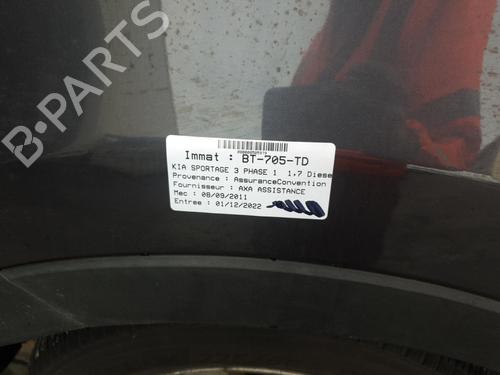 B-PARTS
Immat : BT-705-TD
KIA SPORTAGE 3 PHASE 1 1.7 Diese
Provenance : AssuranceConvention
Fournisseur : AXA ASSISTANCE
Mec : 08/09/2011
Entree : 01/12/2022